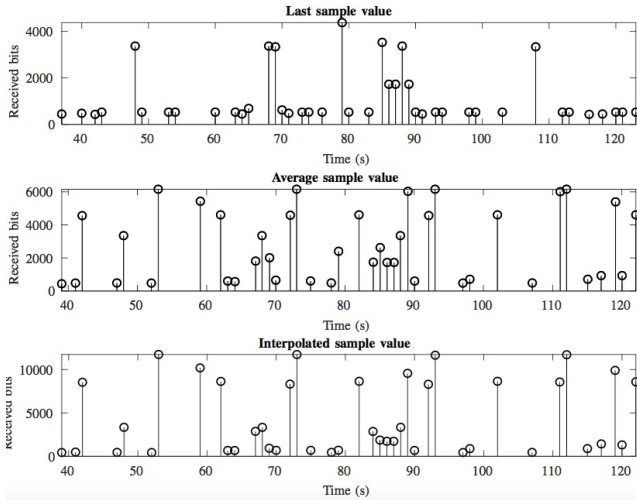 Last sample value
4000
2000
0
Received bits
40 50 60 70 80 90 100 110 120
Time (s)
Average sample value
6000
4000
2000
0
Received bits
40 50 60 70 80 90 100 110 120
Time (s)
Interpolated sample value
10000
5000
0
Received bits
40 50 60 70 80 90 100 110 120
Time (s)